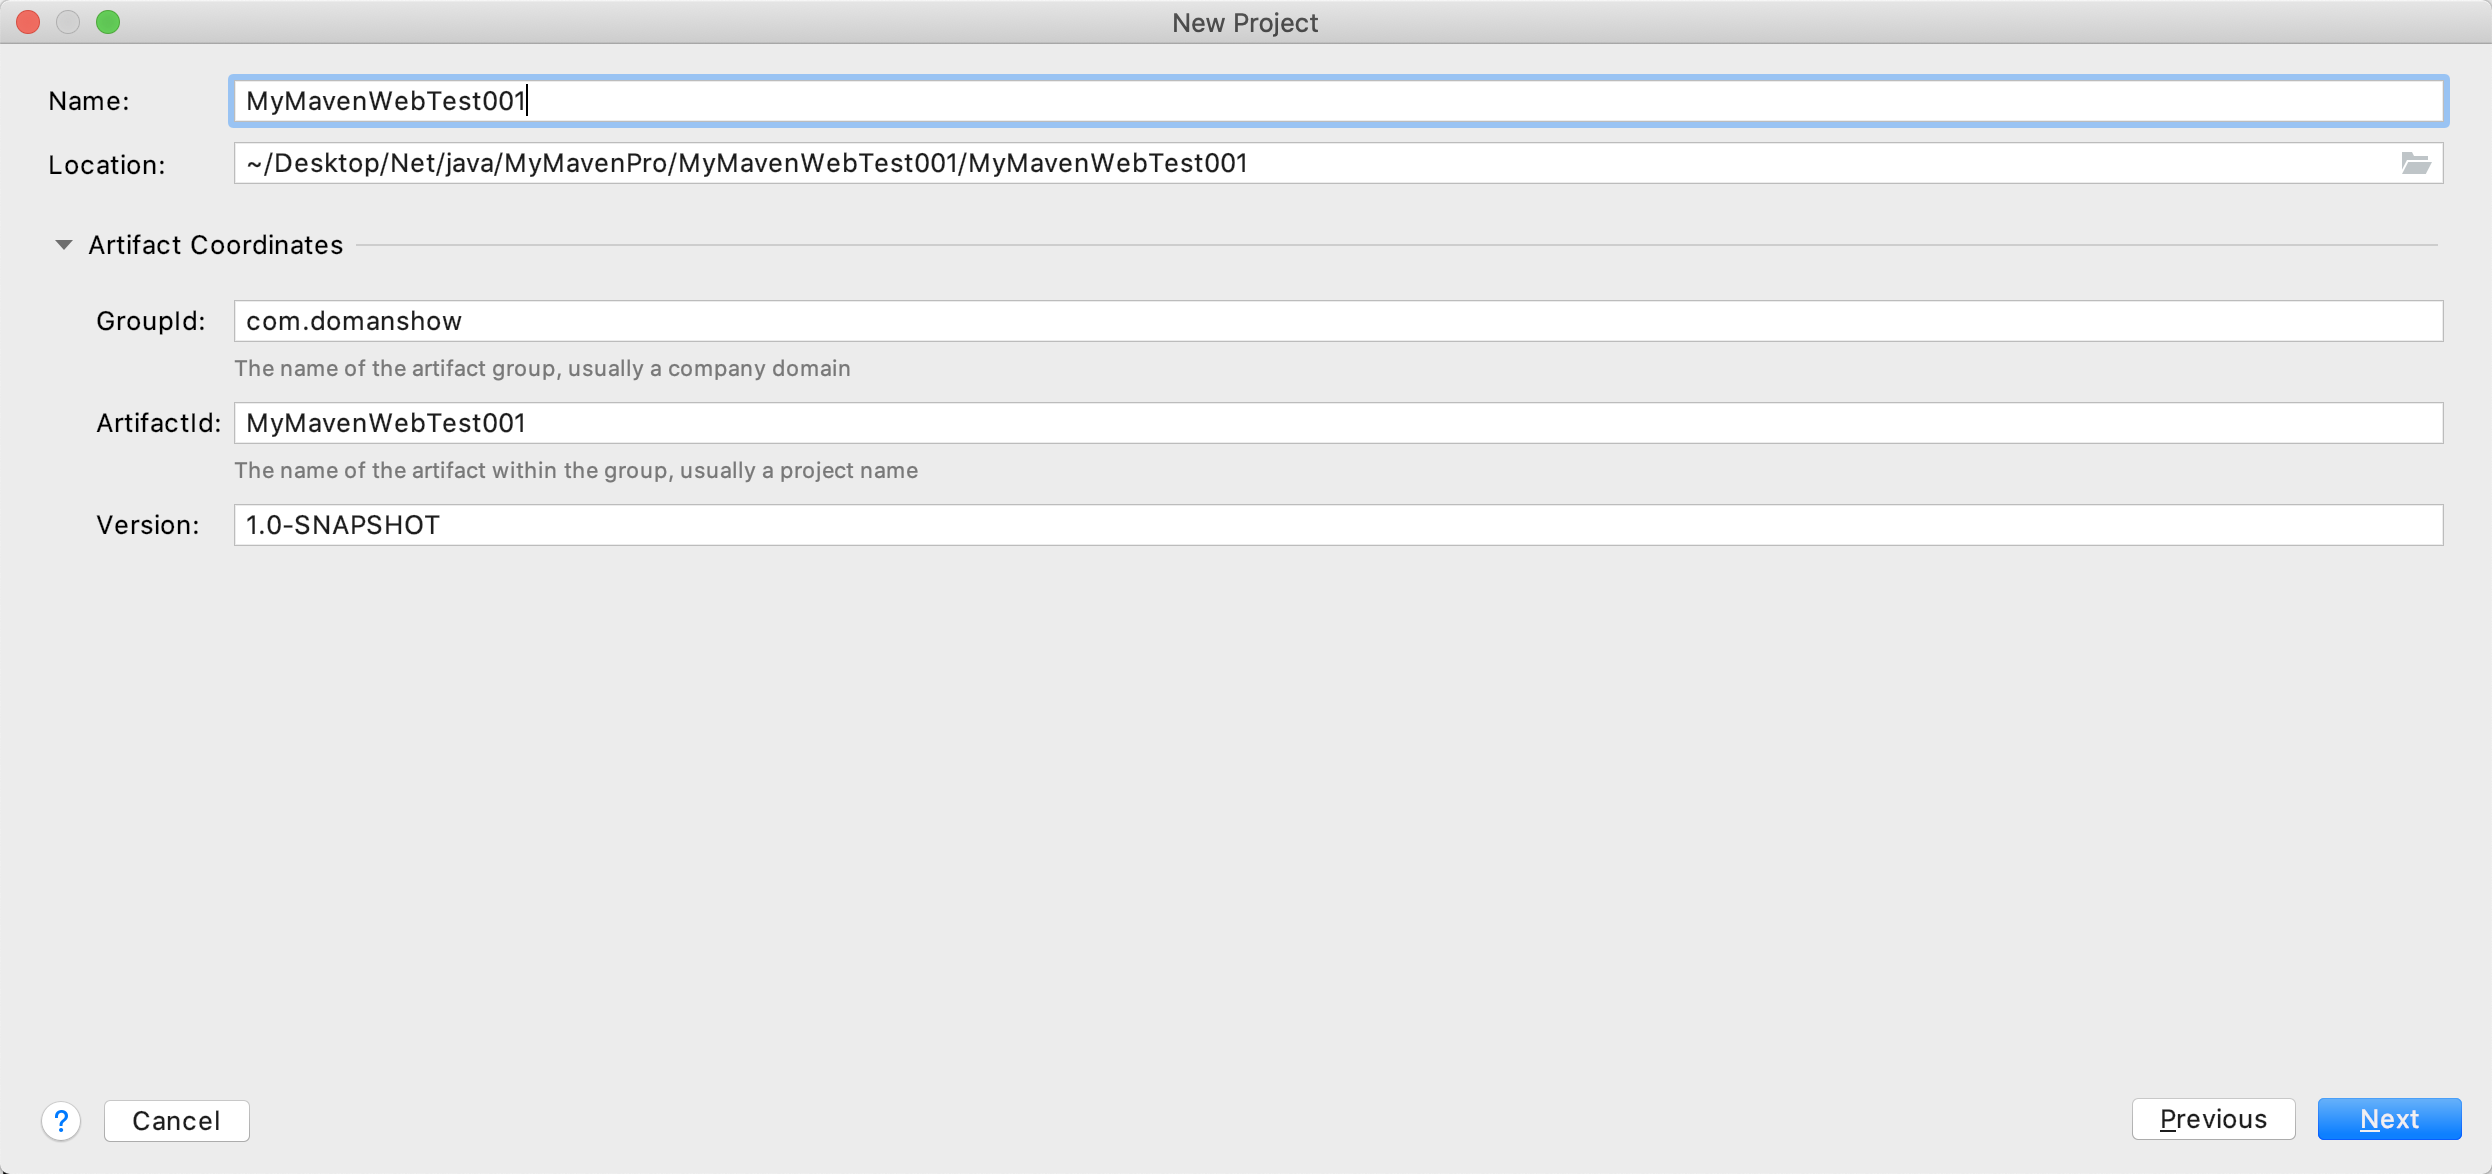 New Project
Name: MyMavenWebTest001
Location: ~/Desktop/Net/java/MyMavenPro/MyMavenWebTest001/MyMavenWebTest001
Artifact Coordinates
GroupId: com.domanshow
The name of the artifact group, usually a company domain
ArtifactId: MyMavenWebTest001
The name of the artifact within the group, usually a project name
Version: 1.0-SNAPSHOT
? Cancel Previous Next